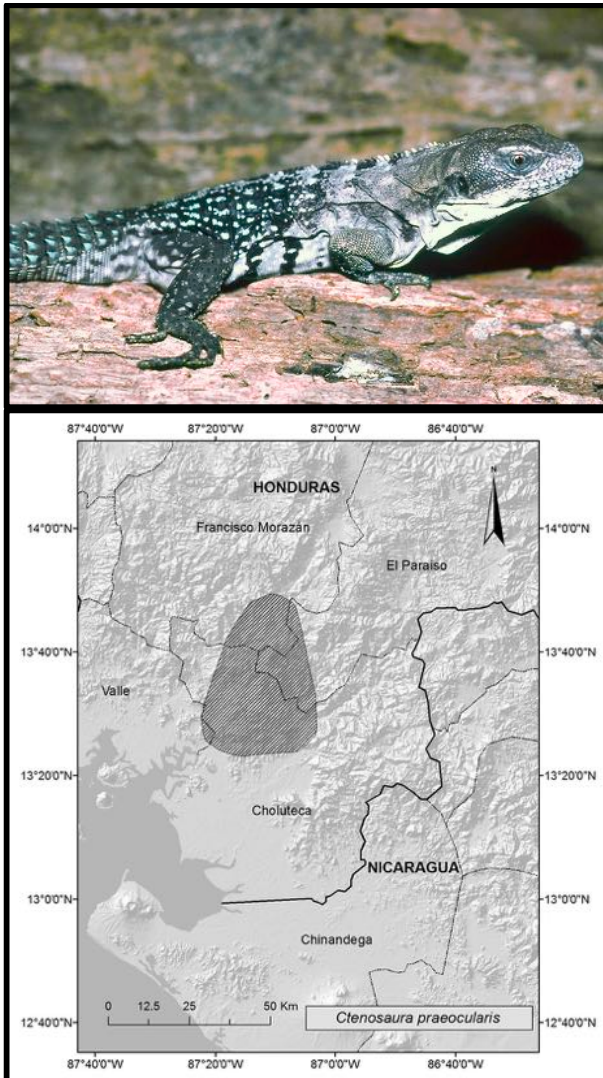 87°40'0"W 87°20'0"W 87°0'0"W 86°40'0"W
N
HONDURAS
14°0'0"N 14°0'0"N
Francisco Morazán
El Paraíso
13°40'0"N 13°40'0"N
Valle
13°20'0"N 13°20'0"N
Choluteca
NICARAGUA
13°0'0"N 13°0'0"N
Chinandega
0 12.5 25 50 Km
Ctenosaura praeocularis
12°40'0"N 12°40'0"N
87°40'0"W 87°20'0"W 87°0'0"W 86°40'0"W